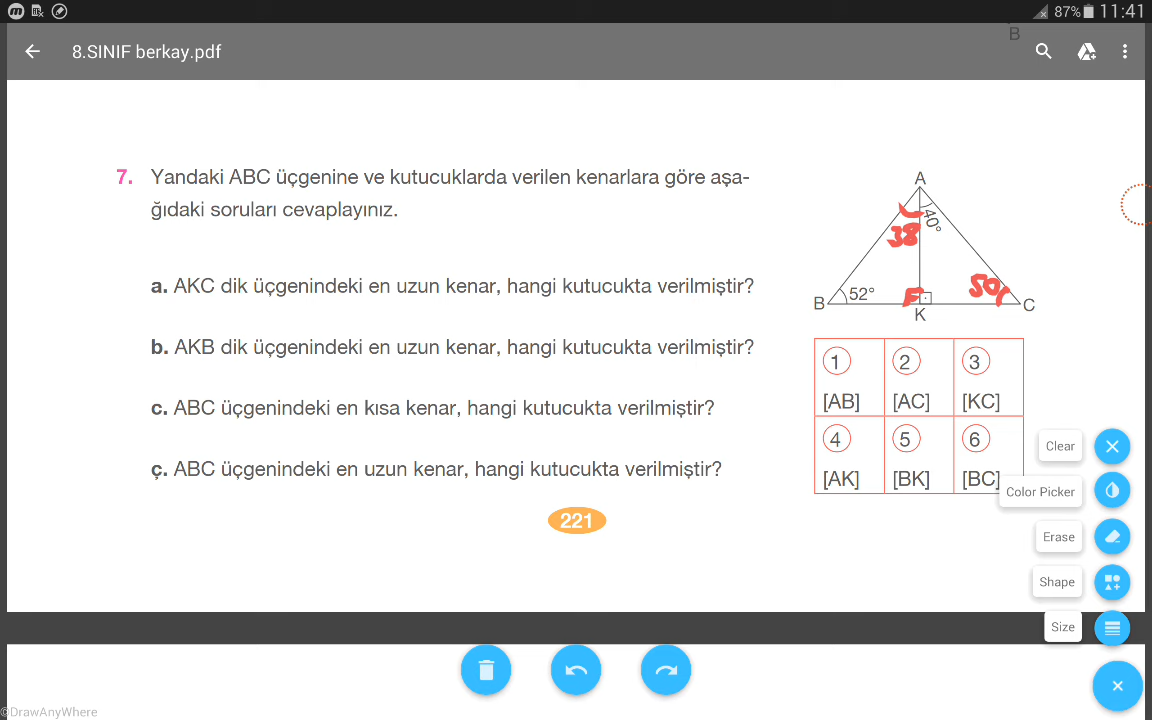 87% 11:41
B
8.SINIF berkay.pdf
7. Yandaki ABC üçgenine ve kutucuklarda verilen kenarlara göre aşa-
ğıdaki soruları cevaplayınız.
a. AKC dik üçgenindeki en uzun kenar, hangi kutucukta verilmiştir?
b. AKB dik üçgenindeki en uzun kenar, hangi kutucukta verilmiştir?
c. ABC üçgenindeki en kısa kenar, hangi kutucukta verilmiştir?
ç. ABC üçgenindeki en uzun kenar, hangi kutucukta verilmiştir?
221
A
40°
38
50
B 52° K C
1 2 3
[AB] [AC] [KC]
4 5 6
[AK] [BK] [BC]
Clear
Color Picker
Erase
Shape
Size
©DrawAnyWhere